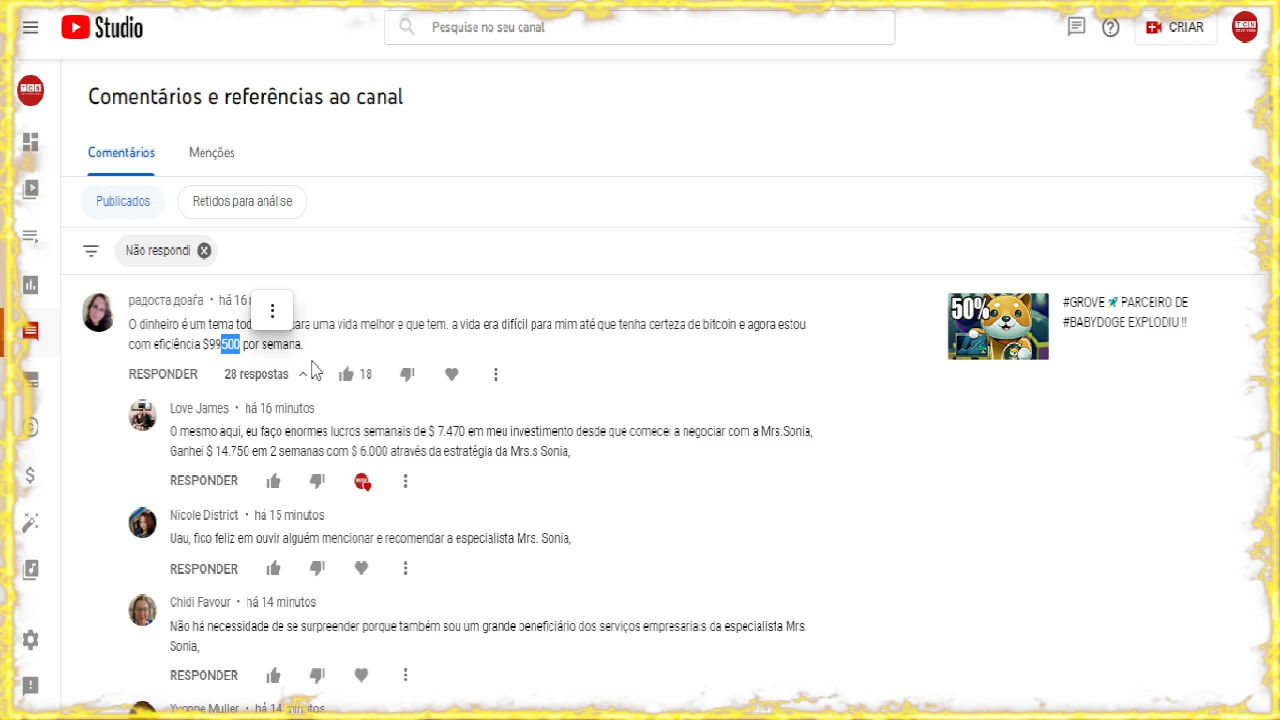 Studio
Pesquise no seu canal
CRIAR
TGN
Comentários e referências ao canal
Comentários
Menções
Publicados
Retidos para análise
Não respondi
радоста доаѓа • há 16
O dinheiro é um tema para uma vida melhor e que tem. a vida era difícil para mim até que tenha certeza de bitcoin e agora estou
com eficiência $99500 por semana.
RESPONDER 28 respostas 18
50%
#GROVE 🚀 PARCEIRO DE
#BABYDOGE EXPLODIU !!
Love James • há 16 minutos
O mesmo aqui, eu faço enormes lucros semanais de $ 7.470 em meu investimento desde que comecei a negociar com a Mrs.Sonia,
Ganhei $ 14.750 em 2 semanas com $ 6.000 através da estratégia da Mrs.s Sonia,
RESPONDER
Nicole District • há 15 minutos
Uau, fico feliz em ouvir alguém mencionar e recomendar a especialista Mrs. Sonia,
RESPONDER
Chidi Favour • há 14 minutos
Não há necessidade de se surpreender porque também sou um grande beneficiário dos serviços empresariais da especialista Mrs.
Sonia,
RESPONDER
Yvonne Muller • há 14 minutos